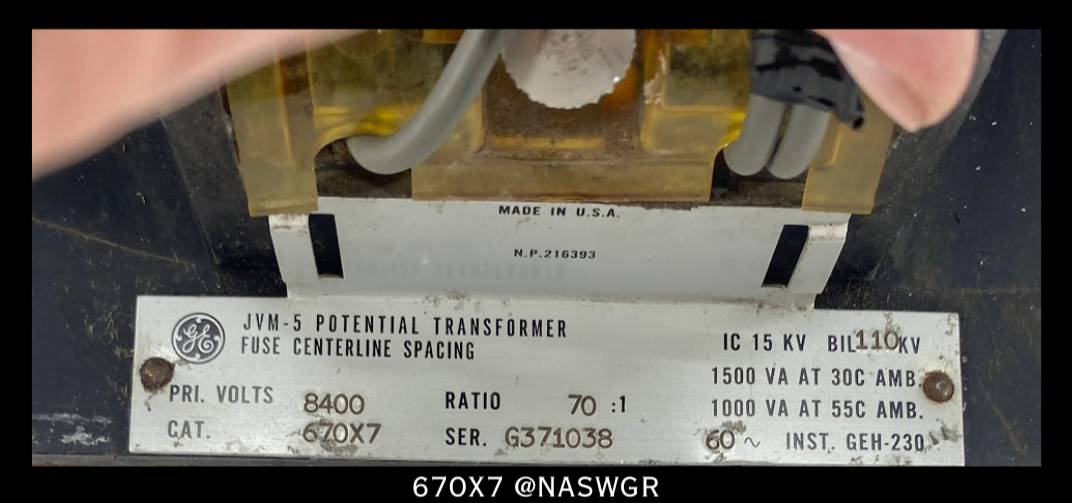 MADE IN U.S.A.
N.P.216393
GE
JVM-5 POTENTIAL TRANSFORMER
FUSE CENTERLINE SPACING
IC 15 KV BIL 110 KV
1500 VA AT 30C AMB.
PRI. VOLTS 8400 RATIO 70 :1
1000 VA AT 55C AMB.
CAT. 670X7 SER. G371038
60 ~ INST. GEH-230
670X7 @NASWGR